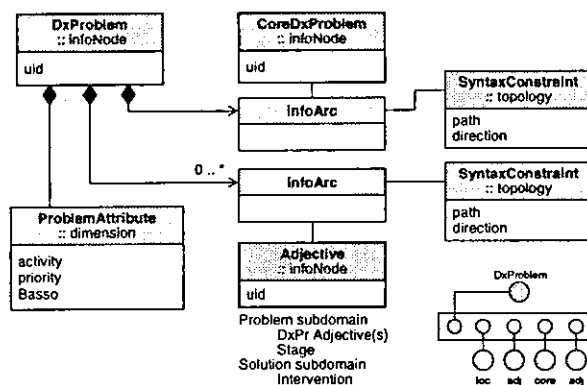 DxProblem
:: infoNode
uid
CoreDxProblem
:: infoNode
uid
infoArc
SyntaxConstraint
:: topology
path
direction
0 .. *
infoArc
SyntaxConstraint
:: topology
path
direction
ProblemAttribute
:: dimension
activity
priority
Basso
Adjective
:: infoNode
uid
Problem subdomain
DxPr Adjective(s)
Stage
Solution subdomain
Intervention
DxProblem
loc adj core adj